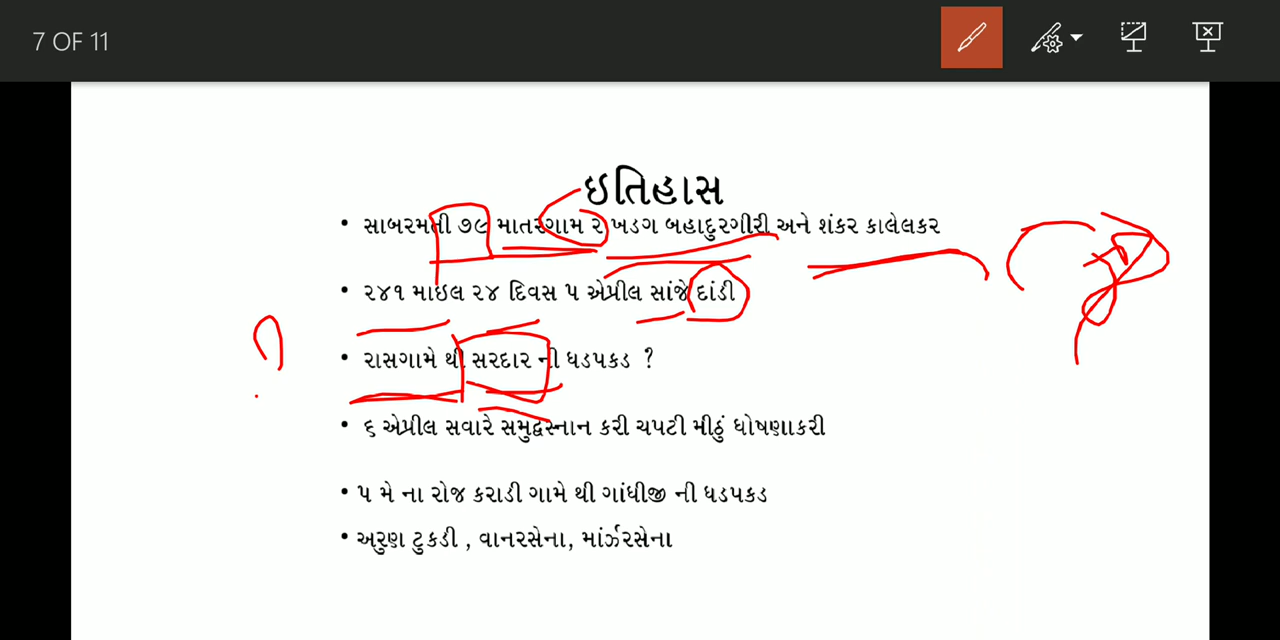 7 OF 11
ઇતિહાસ
• સાબરમતી ૭૯ માતરગામ ૨ ખડગ બહાદુરગીરી અને શંકર કાલેલકર
• ૨૪૧ માઇલ ૨૪ દિવસ ૫ એપ્રીલ સાંજે દાંડી
• રાસગામે થી સરદાર ની ધડપકડ ?
• ૬ એપ્રીલ સવારે સમુદ્રસ્નાન કરી ચપટી મીઠું ઘોષણાકરી
• ૫ મે ના રોજ કરાડી ગામે થી ગાંધીજી ની ધડપકડ
• અરુણ ટુકડી , વાનરસેના, માંર્ઝરસેના